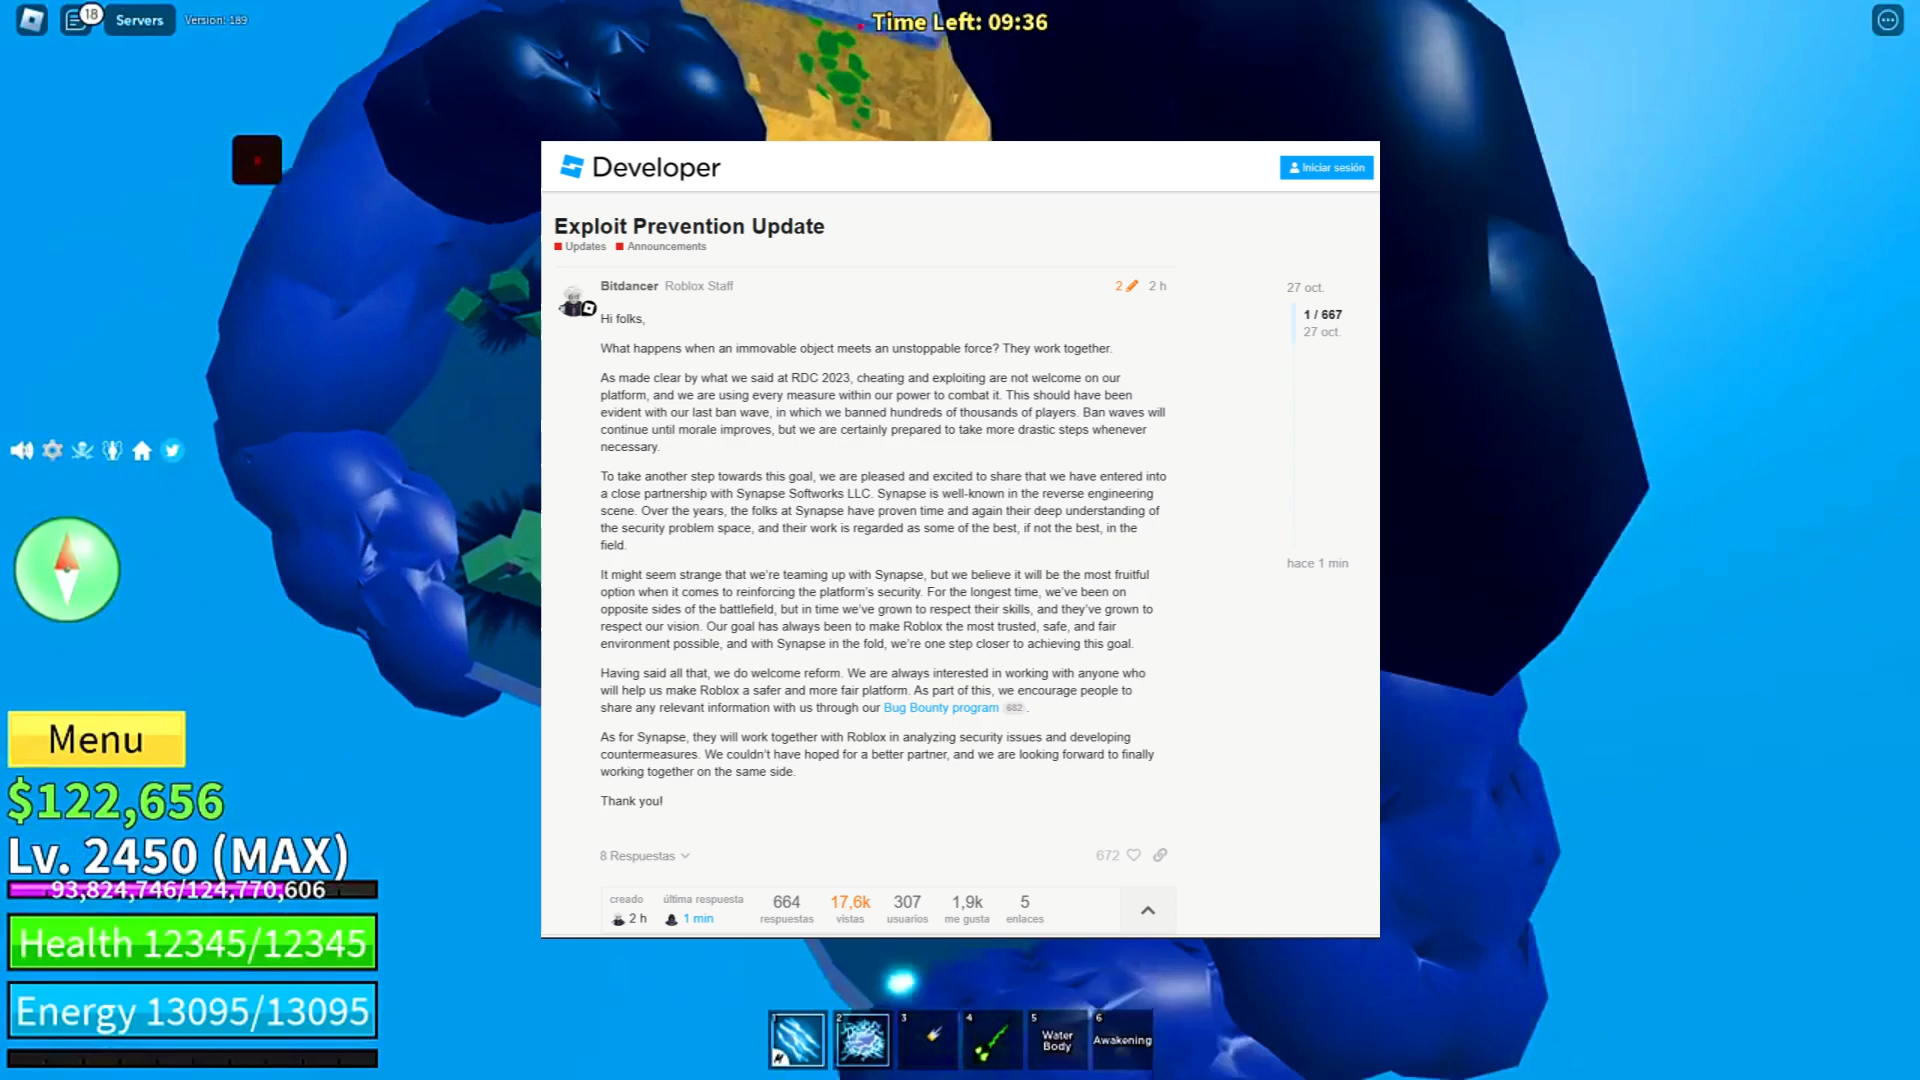 18
Servers
Version: 189
Time Left: 09:36
Developer
Iniciar sesión
Exploit Prevention Update
Updates Announcements
Bitdancer Roblox Staff
2 2 h
Hi folks,
What happens when an immovable object meets an unstoppable force? They work together.
As made clear by what we said at RDC 2023, cheating and exploiting are not welcome on our
platform, and we are using every measure within our power to combat it. This should have been
evident with our last ban wave, in which we banned hundreds of thousands of players. Ban waves will
continue until morale improves, but we are certainly prepared to take more drastic steps whenever
necessary.
To take another step towards this goal, we are pleased and excited to share that we have entered into
a close partnership with Synapse Softworks LLC. Synapse is well-known in the reverse engineering
scene. Over the years, the folks at Synapse have proven time and again their deep understanding of
the security problem space, and their work is regarded as some of the best, if not the best, in the
field.
It might seem strange that we're teaming up with Synapse, but we believe it will be the most fruitful
option when it comes to reinforcing the platform's security. For the longest time, we've been on
opposite sides of the battlefield, but in time we've grown to respect their skills, and they've grown to
respect our vision. Our goal has always been to make Roblox the most trusted, safe, and fair
environment possible, and with Synapse in the fold, we're one step closer to achieving this goal.
Having said all that, we do welcome reform. We are always interested in working with anyone who
will help us make Roblox a safer and more fair platform. As part of this, we encourage people to
share any relevant information with us through our Bug Bounty program 682 .
As for Synapse, they will work together with Roblox in analyzing security issues and developing
countermeasures. We couldn't have hoped for a better partner, and we are looking forward to finally
working together on the same side.
Thank you!
8 Respuestas
672
creado
2 h
última respuesta
1 min
664
respuestas
17,6k
vistas
307
usuarios
1,9k
me gusta
5
enlaces
27 oct.
1 / 667
27 oct.
hace 1 min
Menu
$122,656
Lv. 2450 (MAX)
93,824,746/124,770,606
Health 12345/12345
Energy 13095/13095
1
2
3
4
5
Water
Body
6
Awakening